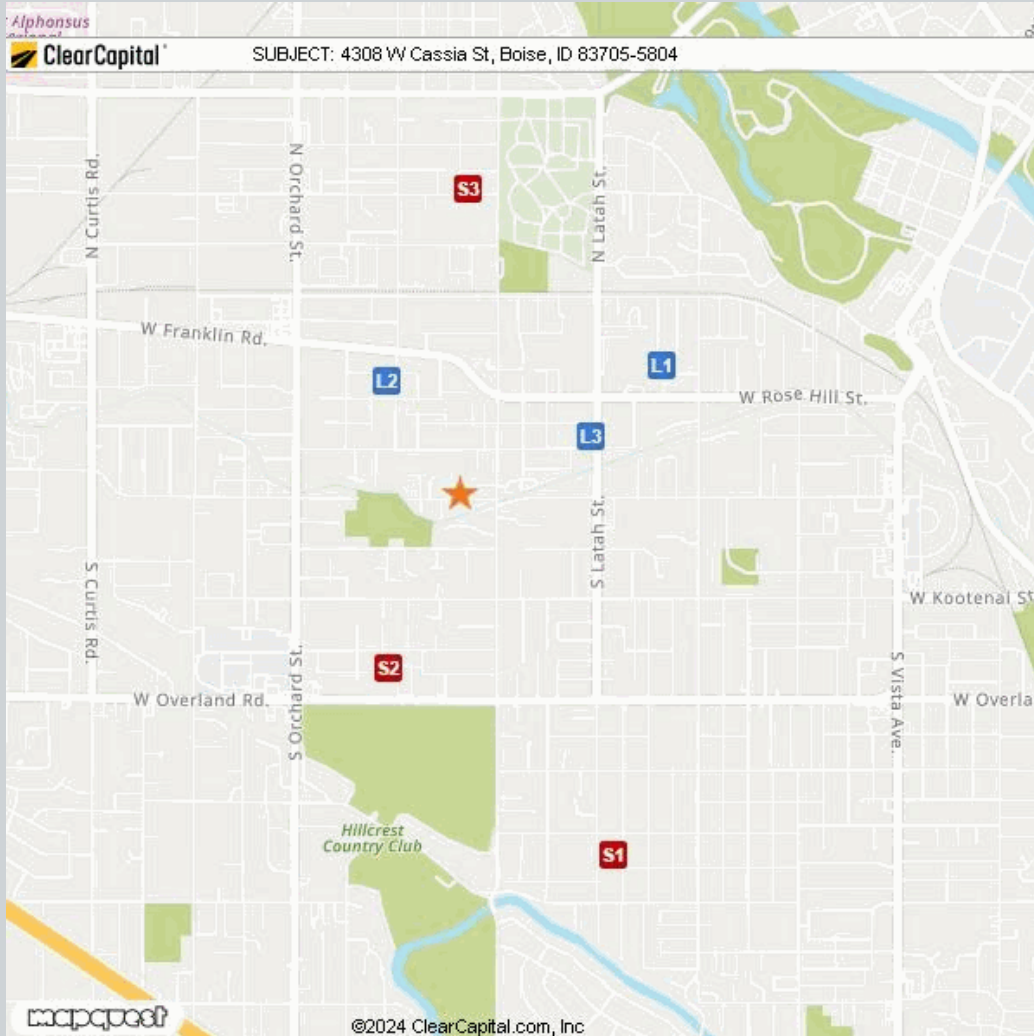 Alphonsus
ClearCapital
SUBJECT: 4308 W Cassia St, Boise, ID 83705-5804
N Curtis Rd.
N Orchard St.
S3
N Latah St.
W Franklin Rd.
L2
L1
W Rose Hill St.
L3
S Latah St.
S Curtis Rd.
W Kootenai St
S2
S Orchard St.
S Vista Ave.
W Overland Rd.
W Overla
Hillcrest
Country Club
S1
mapquest
©2024 ClearCapital.com, Inc